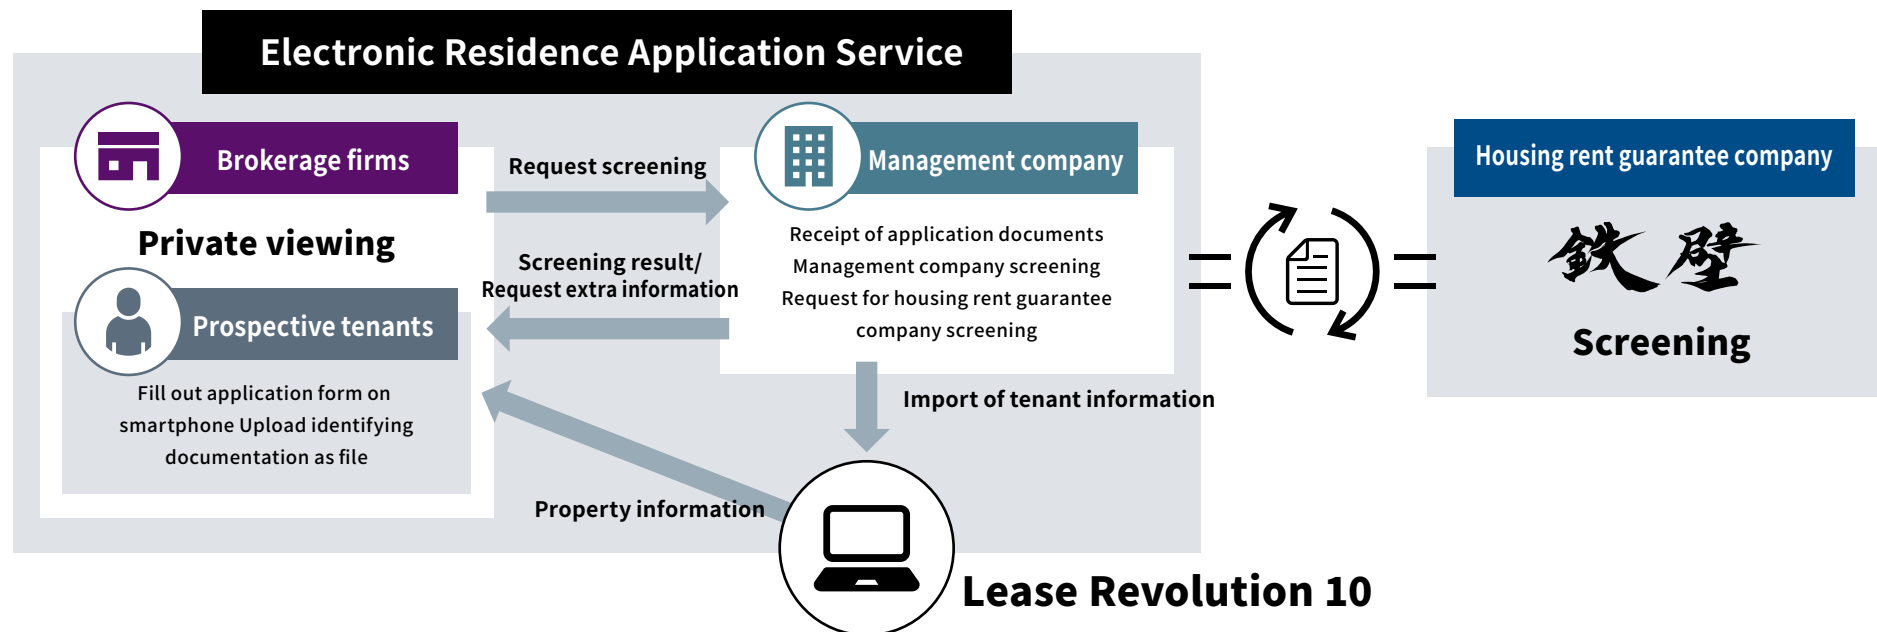 Electronic Residence Application Service
Brokerage firms
Private viewing
Prospective tenants
Fill out application form on
smartphone Upload identifying
documentation as file
Request screening
Screening result/
Request extra information
Management company
Receipt of application documents
Management company screening
Request for housing rent guarantee
company screening
Import of tenant information
Property information
Lease Revolution 10
Housing rent guarantee company
鉄壁
Screening